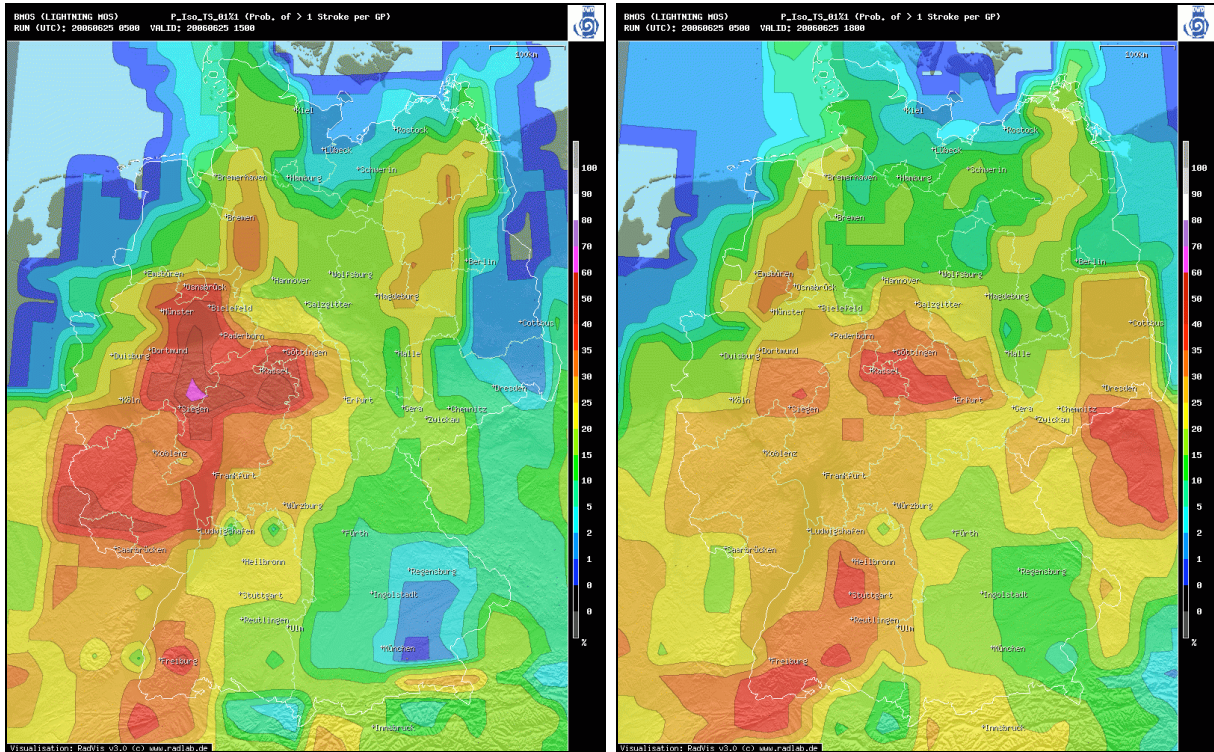 BMOS (LIGHTNING MOS) P_Iso_TS_01%1 (Prob. of > 1 Stroke per GP)
RUN (UTC): 20060625 0500 VALID: 20060625 1500
100km
Kiel
Rostock
Lübeck
Schwerin
Bremerhaven
Hamburg
Bremen
Berlin
Emsbüren
Hannover
Wolfsburg
Osnabrück
Magdeburg
Bielefeld
Salzgitter
Münster
Cottbus
Paderborn
Dortmund
Duisburg
Göttingen
Halle
Kassel
Dresden
Köln
Siegen
Erfurt
Gera
Chemnitz
Zwickau
Koblenz
Frankfurt
Würzburg
Ludwigshafen
Fürth
Saarbrücken
Heilbronn
Regensburg
Stuttgart
Ingolstadt
Reutlingen
Ulm
München
Freiburg
Innsbruck
100
90
80
70
60
50
40
35
30
25
20
15
10
5
2
1
0
0
%
Visualisation: RadVis v3.0 (c) www.radlab.de
BMOS (LIGHTNING MOS) P_Iso_TS_01%1 (Prob. of > 1 Stroke per GP)
RUN (UTC): 20060625 0500 VALID: 20060625 1800
100km
Kiel
Rostock
Lübeck
Schwerin
Bremerhaven
Hamburg
Bremen
Berlin
Emsbüren
Hannover
Wolfsburg
Osnabrück
Magdeburg
Bielefeld
Salzgitter
Münster
Cottbus
Paderborn
Dortmund
Duisburg
Göttingen
Halle
Kassel
Dresden
Köln
Siegen
Erfurt
Gera
Chemnitz
Zwickau
Koblenz
Frankfurt
Würzburg
Ludwigshafen
Fürth
Saarbrücken
Heilbronn
Regensburg
Stuttgart
Ingolstadt
Reutlingen
Ulm
München
Freiburg
Innsbruck
100
90
80
70
60
50
40
35
30
25
20
15
10
5
2
1
0
0
%
Visualisation: RadVis v3.0 (c) www.radlab.de